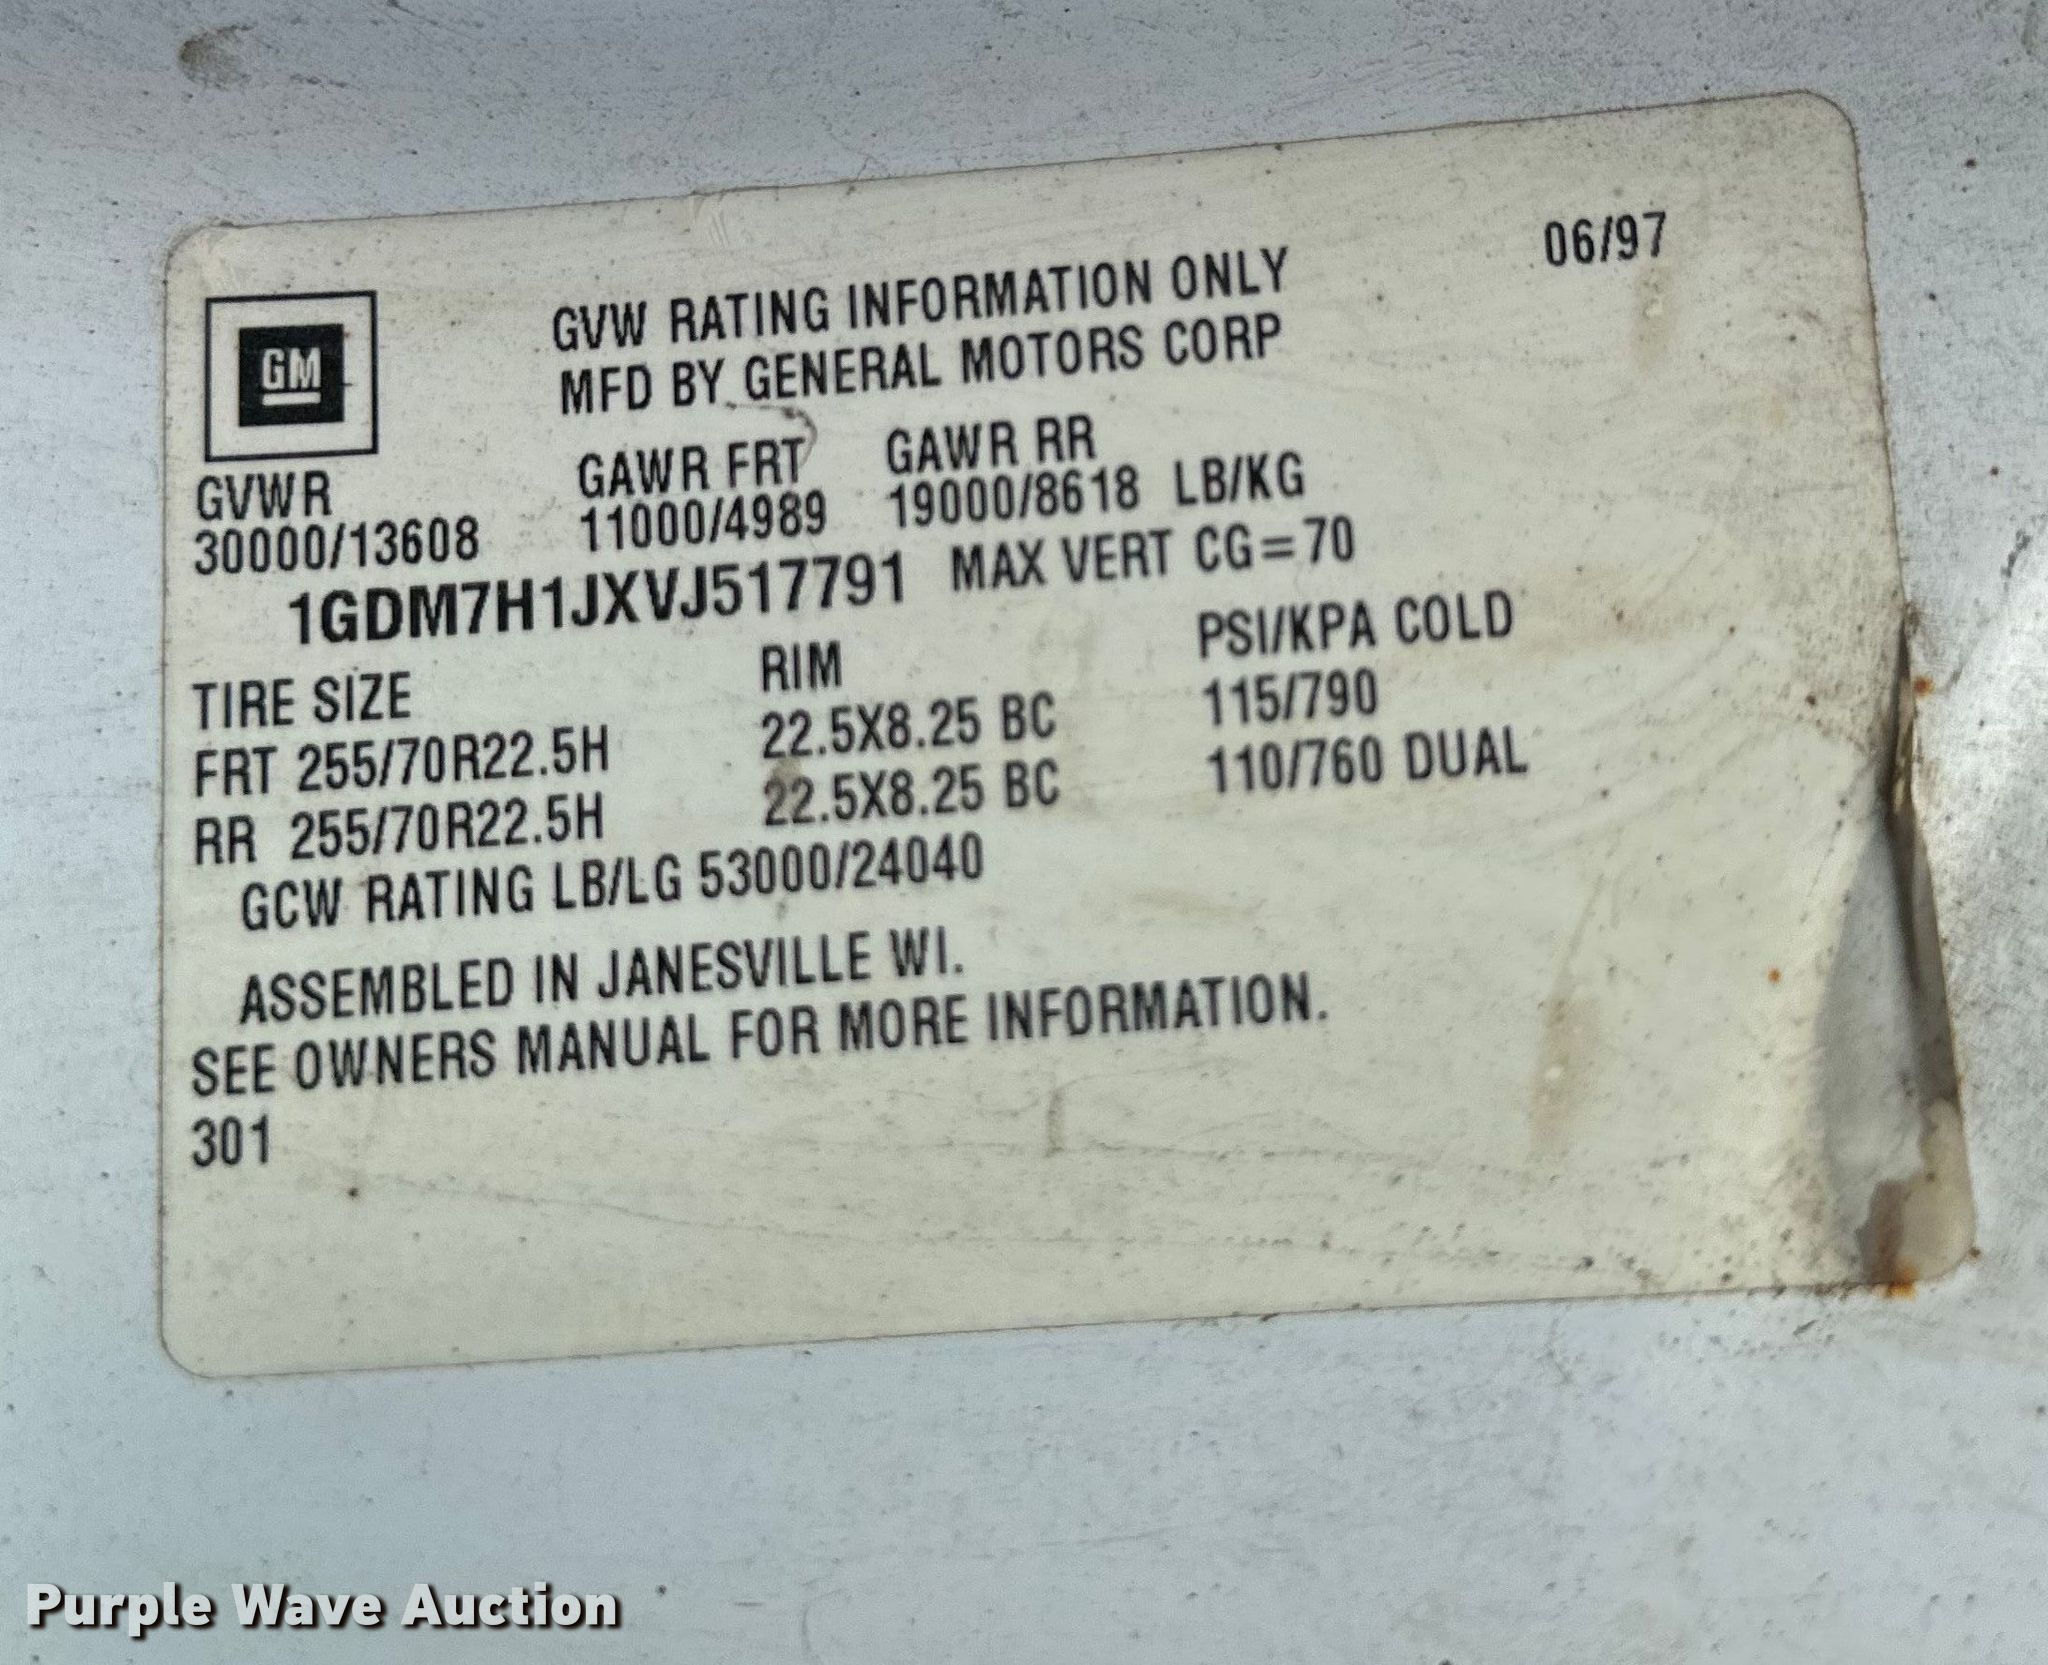 06/97
GVW RATING INFORMATION ONLY
MFD BY GENERAL MOTORS CORP
GM
GVWR GAWR FRT GAWR RR
30000/13608 11000/4989 19000/8618 LB/KG
1GDM7H1JXVJ517791 MAX VERT CG=70
TIRE SIZE RIM PSI/KPA COLD
FRT 255/70R22.5H 22.5X8.25 BC 115/790
RR 255/70R22.5H 22.5X8.25 BC 110/760 DUAL
GCW RATING LB/LG 53000/24040
ASSEMBLED IN JANESVILLE WI.
SEE OWNERS MANUAL FOR MORE INFORMATION.
301
Purple Wave Auction